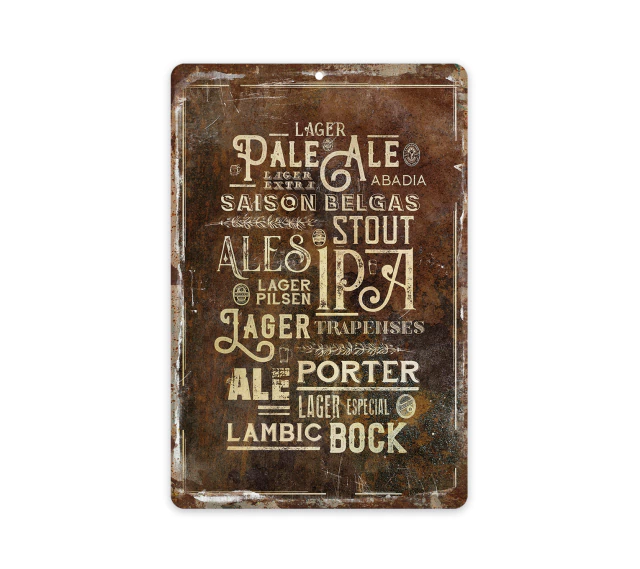 LAGER
PALE ALE
LAGER EXTRA
ABADIA
SAISON BELGAS
STOUT
ALES
IPA
LAGER
PILSEN
LAGER TRAPENSES
ALE
PORTER
LAGER ESPECIAL
LAMBIC BOCK